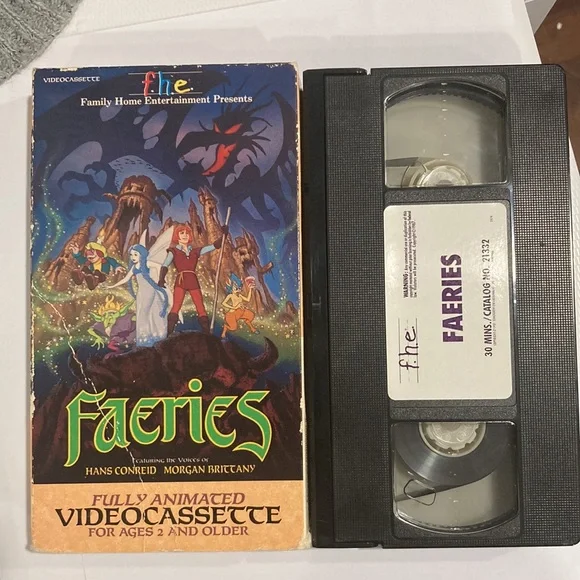 VIDEOCASSETTE
f.h.e.
Family Home Entertainment Presents
Faeries
Featuring the Voices of
HANS CONREID MORGAN BRITTANY
FULLY ANIMATED
VIDEOCASSETTE
FOR AGES 2 AND OLDER
f.h.e.
FAERIES
30 MINS./CATALOG NO. 21332
WARNING: